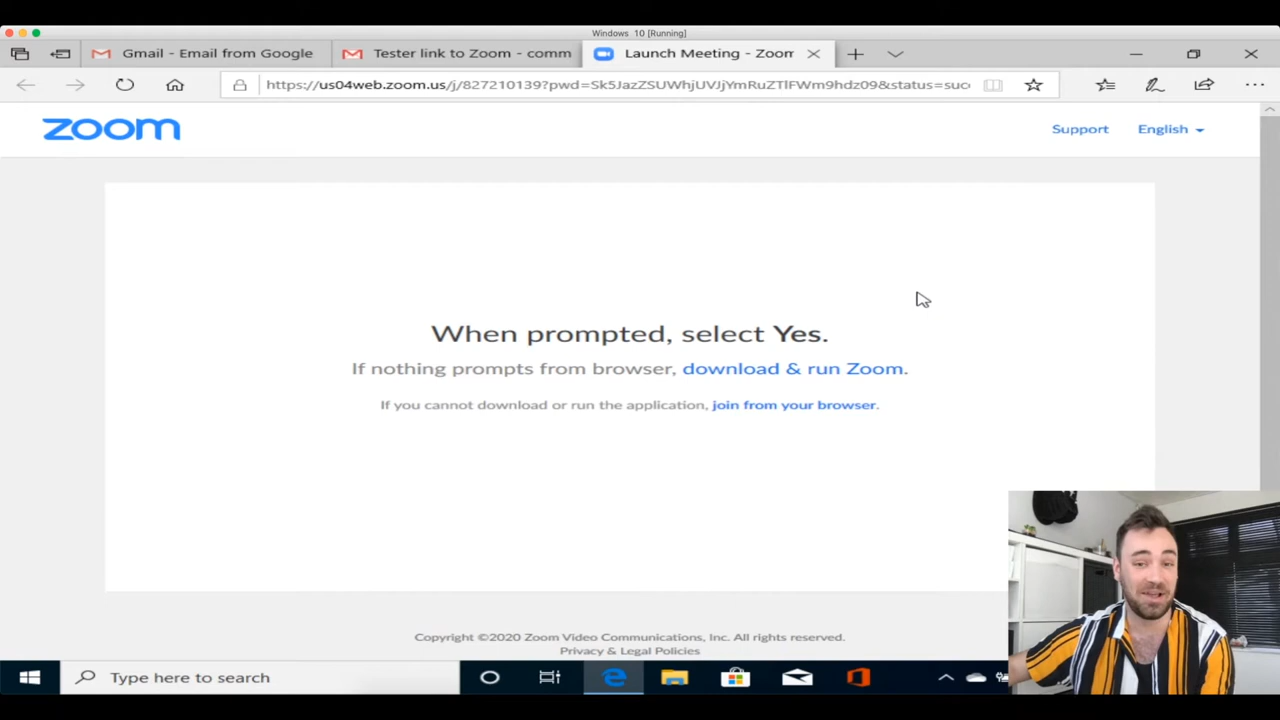 Windows 10 [Running]
Gmail - Email from Google
Tester link to Zoom - comm
Launch Meeting - Zoom
https://us04web.zoom.us/j/827210139?pwd=Sk5JazZSUWhjUVJjYmRuZTlFWm9hdz09&status=succ
zoom
Support
English
When prompted, select Yes.
If nothing prompts from browser, download & run Zoom.
If you cannot download or run the application, join from your browser.
Copyright ©2020 Zoom Video Communications, Inc. All rights reserved.
Privacy & Legal Policies
Type here to search